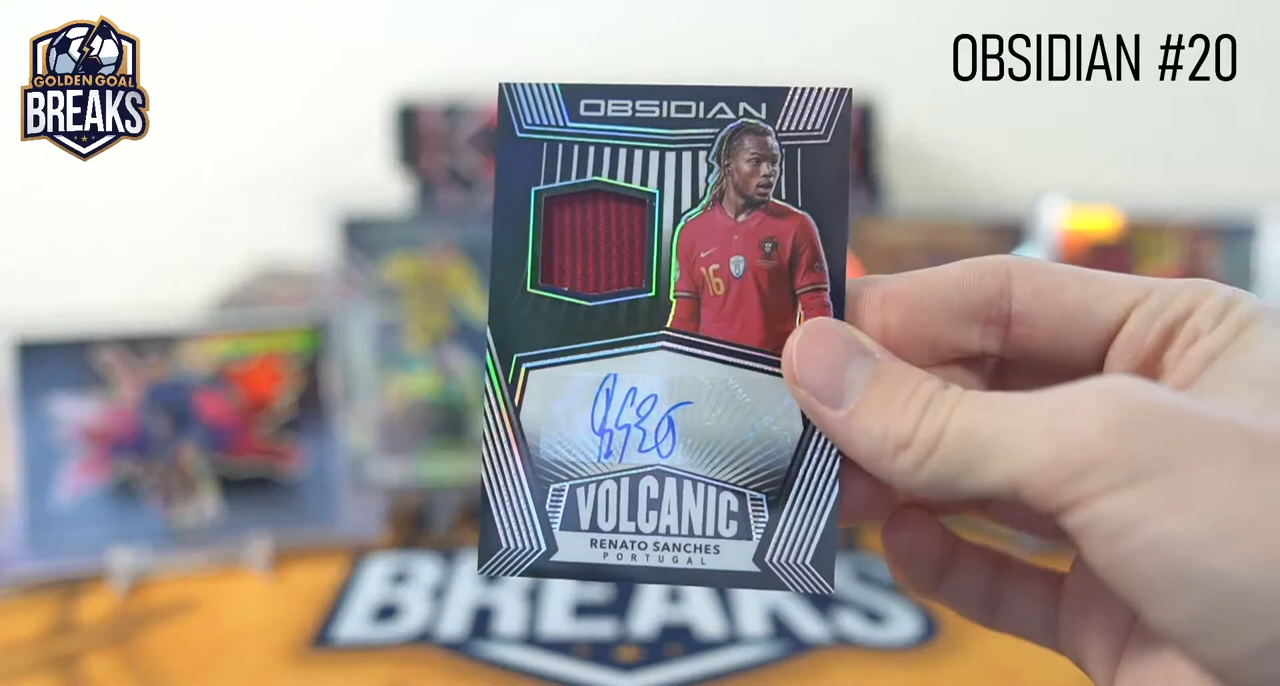 GOLDEN GOAL
BREAKS
OBSIDIAN #20
OBSIDIAN
16
VOLCANIC
RENATO SANCHES
PORTUGAL
BREAKS